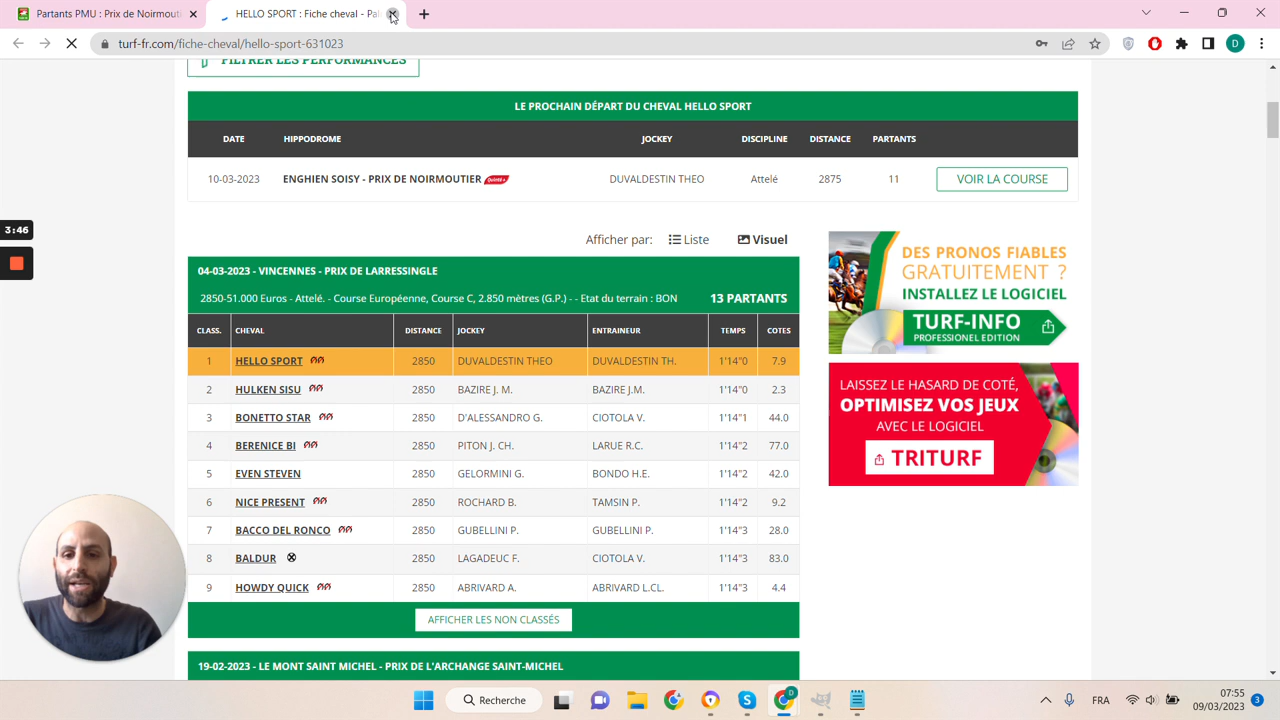 Partants PMU : Prix de Noirmout
HELLO SPORT : Fiche cheval - Pal
turf-fr.com/fiche-cheval/hello-sport-631023
D
FILTRER LES PERFORMANCES
LE PROCHAIN DÉPART DU CHEVAL HELLO SPORT
DATE HIPPODROME JOCKEY DISCIPLINE DISTANCE PARTANTS
10-03-2023 ENGHIEN SOISY - PRIX DE NOIRMOUTIER Quinté+ DUVALDESTIN THEO Attelé 2875 11 VOIR LA COURSE
3:46
Afficher par: Liste Visuel
04-03-2023 - VINCENNES - PRIX DE LARRESSINGLE
2850-51.000 Euros - Attelé. - Course Européenne, Course C, 2.850 mètres (G.P.) - - Etat du terrain : BON 13 PARTANTS
CLASS. CHEVAL DISTANCE JOCKEY ENTRAINEUR TEMPS COTES
1 HELLO SPORT 2850 DUVALDESTIN THEO DUVALDESTIN TH. 1'14"0 7.9
2 HULKEN SISU 2850 BAZIRE J. M. BAZIRE J.M. 1'14"0 2.3
3 BONETTO STAR 2850 D'ALESSANDRO G. CIOTOLA V. 1'14"1 44.0
4 BERENICE BI 2850 PITON J. CH. LARUE R.C. 1'14"2 77.0
5 EVEN STEVEN 2850 GELORMINI G. BONDO H.E. 1'14"2 42.0
6 NICE PRESENT 2850 ROCHARD B. TAMSIN P. 1'14"2 9.2
7 BACCO DEL RONCO 2850 GUBELLINI P. GUBELLINI P. 1'14"3 28.0
8 BALDUR 2850 LAGADEUC F. CIOTOLA V. 1'14"3 83.0
9 HOWDY QUICK 2850 ABRIVARD A. ABRIVARD L.CL. 1'14"3 4.4
AFFICHER LES NON CLASSÉS
19-02-2023 - LE MONT SAINT MICHEL - PRIX DE L'ARCHANGE SAINT-MICHEL
DES PRONOS FIABLES
GRATUITEMENT ?
INSTALLEZ LE LOGICIEL
TURF-INFO
PROFESSIONEL EDITION
LAISSEZ LE HASARD DE COTÉ,
OPTIMISEZ VOS JEUX
AVEC LE LOGICIEL
TRITURF
Recherche
D
FRA
07:55
09/03/2023
3